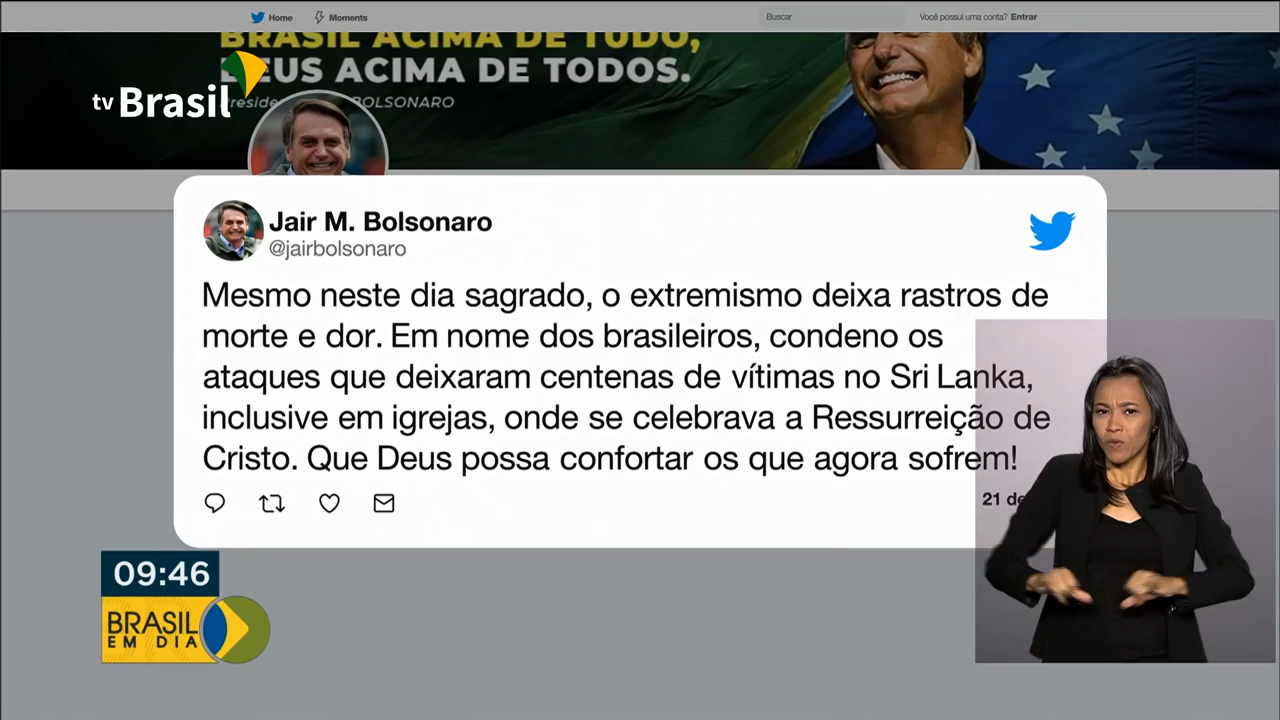 Home
Moments
Buscar
Você possui uma conta? Entrar
BRASIL ACIMA DE TUDO,
DEUS ACIMA DE TODOS.
BOLSONARO
tv Brasil
Jair M. Bolsonaro
@jairbolsonaro
Mesmo neste dia sagrado, o extremismo deixa rastros de
morte e dor. Em nome dos brasileiros, condeno os
ataques que deixaram centenas de vítimas no Sri Lanka,
inclusive em igrejas, onde se celebrava a Ressurreição de
Cristo. Que Deus possa confortar os que agora sofrem!
21 de
09:46
BRASIL
EM DIA